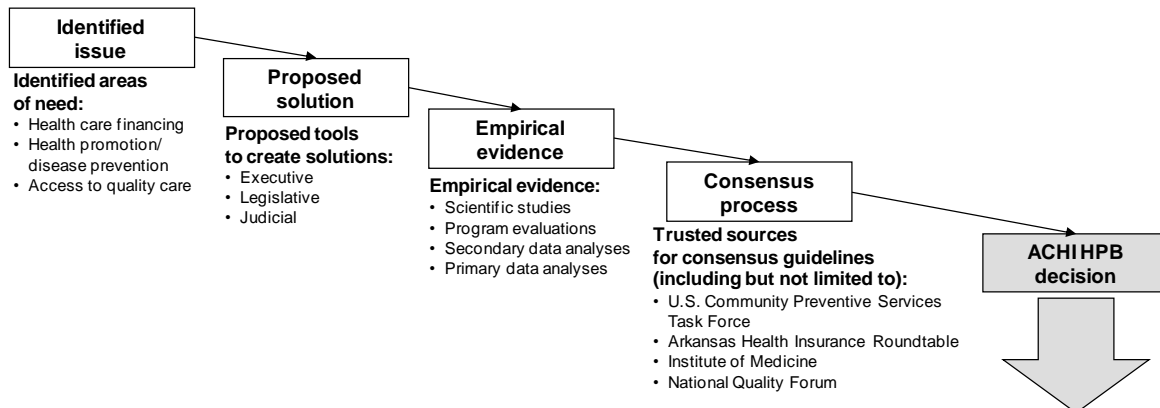 Identified
issue
Identified areas
of need:
• Health care financing
• Health promotion/
disease prevention
• Access to quality care
Proposed
solution
Proposed tools
to create solutions:
• Executive
• Legislative
• Judicial
Empirical
evidence
Empirical evidence:
• Scientific studies
• Program evaluations
• Secondary data analyses
• Primary data analyses
Consensus
process
Trusted sources
for consensus guidelines
(including but not limited to):
• U.S. Community Preventive Services
Task Force
• Arkansas Health Insurance Roundtable
• Institute of Medicine
• National Quality Forum
ACHI HPB
decision